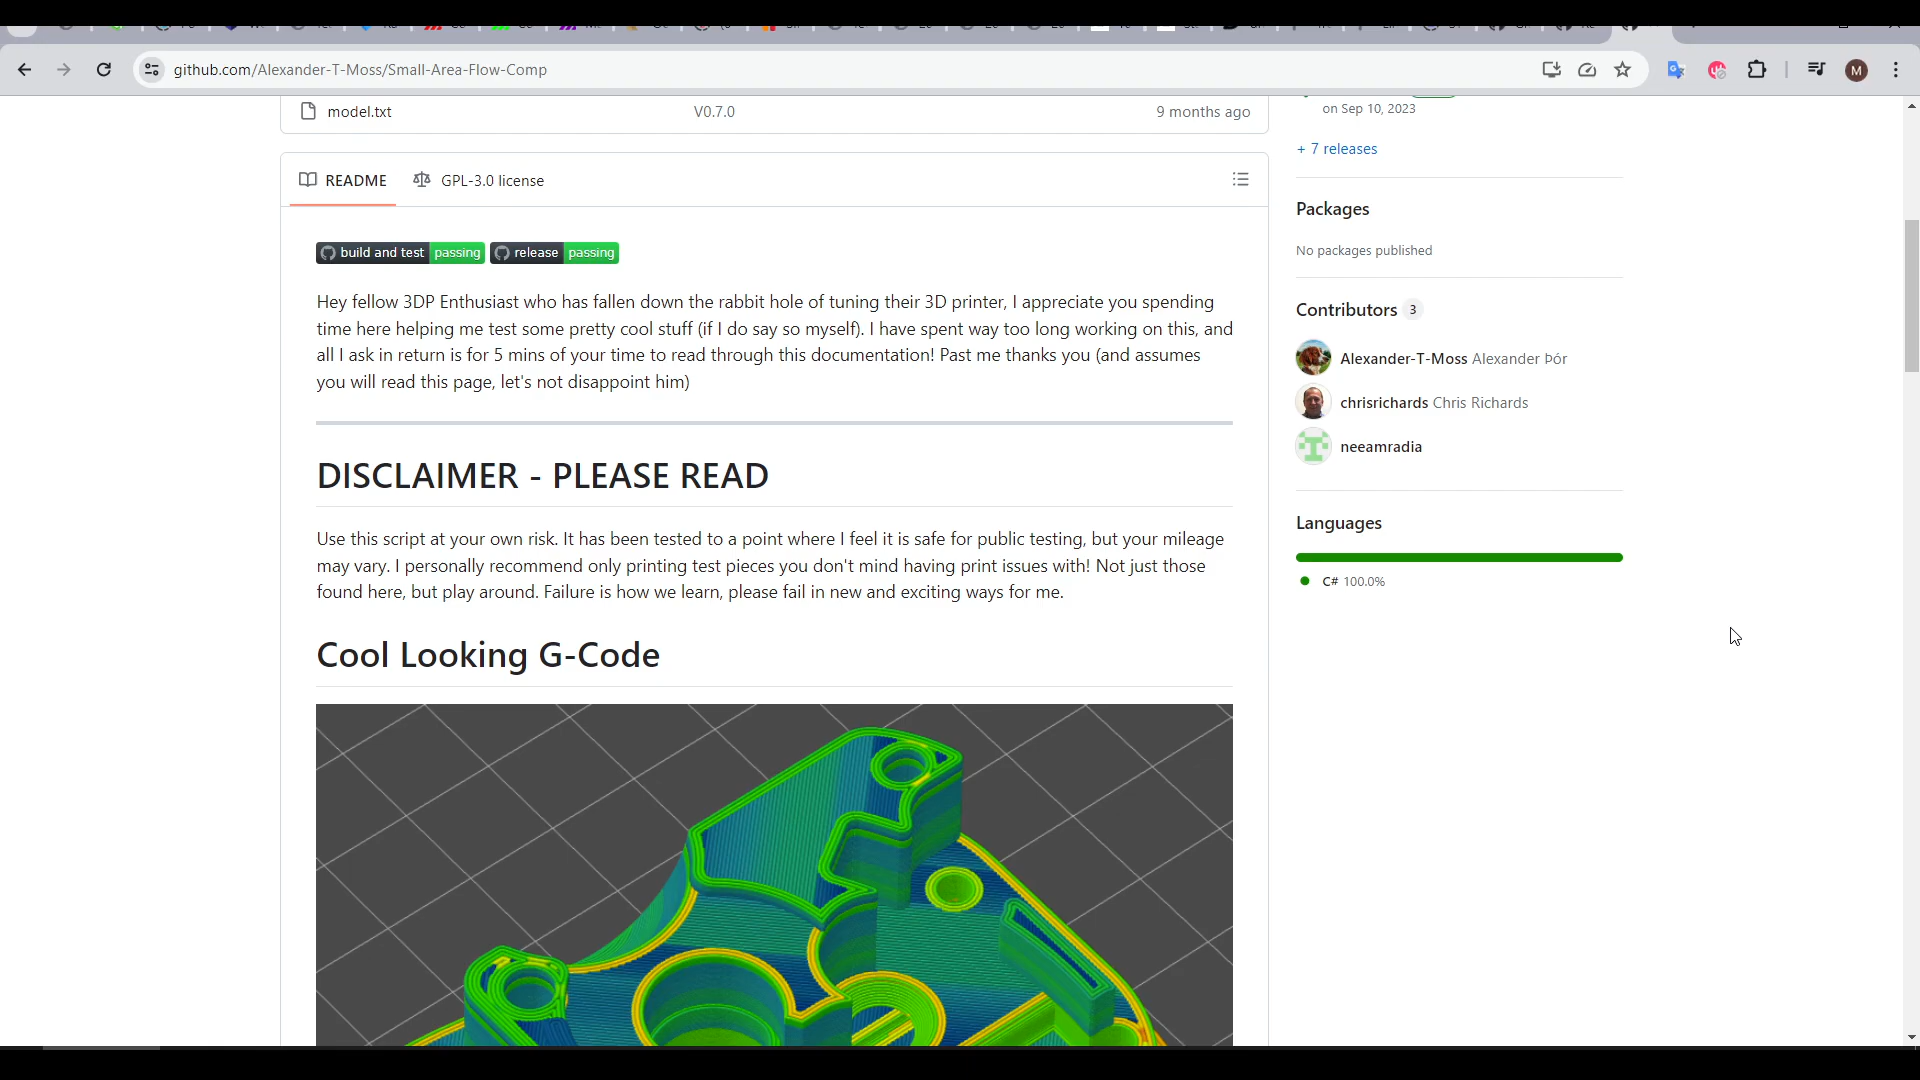 github.com/Alexander-T-Moss/Small-Area-Flow-Comp
M
model.txt V0.7.0 9 months ago
on Sep 10, 2023
+ 7 releases
README GPL-3.0 license
Packages
No packages published
build and test passing release passing
Contributors 3
Hey fellow 3DP Enthusiast who has fallen down the rabbit hole of tuning their 3D printer, I appreciate you spending
time here helping me test some pretty cool stuff (if I do say so myself). I have spent way too long working on this, and
all I ask in return is for 5 mins of your time to read through this documentation! Past me thanks you (and assumes
you will read this page, let's not disappoint him)
Alexander-T-Moss Alexander Þór
chrisrichards Chris Richards
neeamradia
DISCLAIMER - PLEASE READ
Languages
C# 100.0%
Use this script at your own risk. It has been tested to a point where I feel it is safe for public testing, but your mileage
may vary. I personally recommend only printing test pieces you don't mind having print issues with! Not just those
found here, but play around. Failure is how we learn, please fail in new and exciting ways for me.
Cool Looking G-Code